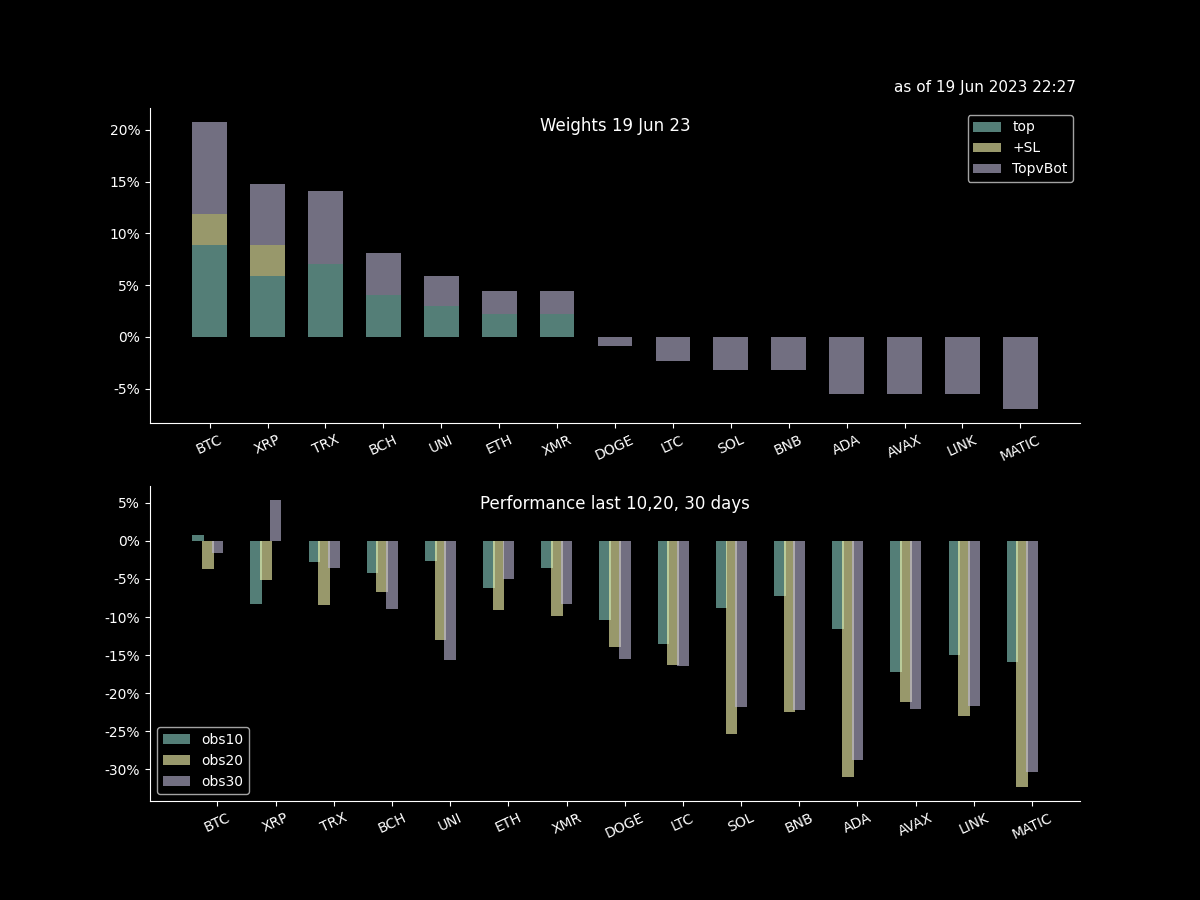 as of 19 Jun 2023 22:27
Weights 19 Jun 23
top
+SL
TopvBot
20%
15%
10%
5%
0%
-5%
BTC XRP TRX BCH UNI ETH XMR DOGE LTC SOL BNB ADA AVAX LINK MATIC
Performance last 10,20, 30 days
5%
0%
-5%
-10%
-15%
-20%
-25%
-30%
obs10
obs20
obs30
BTC XRP TRX BCH UNI ETH XMR DOGE LTC SOL BNB ADA AVAX LINK MATIC